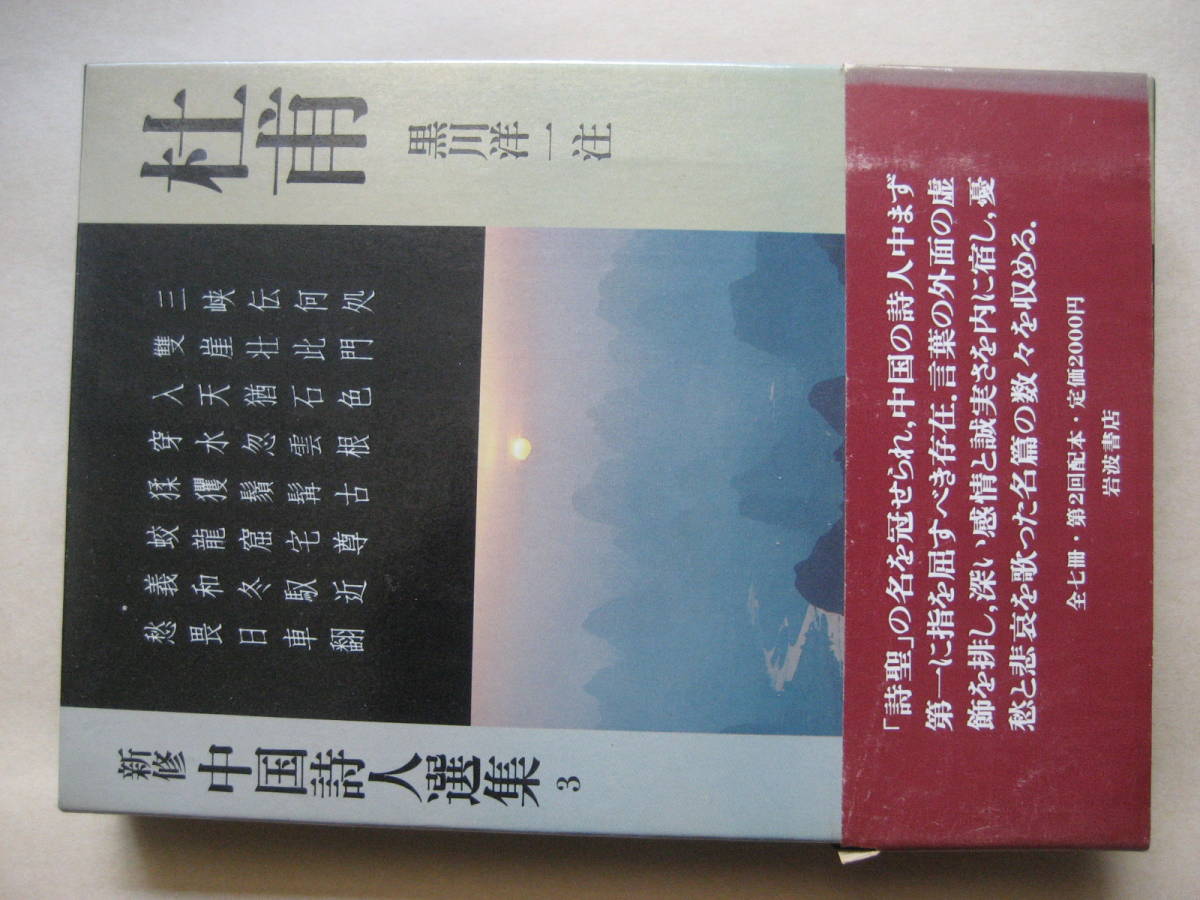 杜甫
黒川洋一 注
三峡伝何処
雙崖壮此門
入天猶石色
穿水忽雲根
猱玃鬚髯古
蛟龍窟宅尊
羲和冬馭近
愁畏日車翻
新修 中国詩人選集 3
「詩聖」の名を冠せられ,中国の詩人中まず
第一に指を屈すべき存在.言葉の外面の虚
飾を排し,深い感情と誠実さを内に宿し,憂
愁と悲哀を歌った名篇の数々を収める.
全七冊・第2回配本・定価2000円
岩波書店